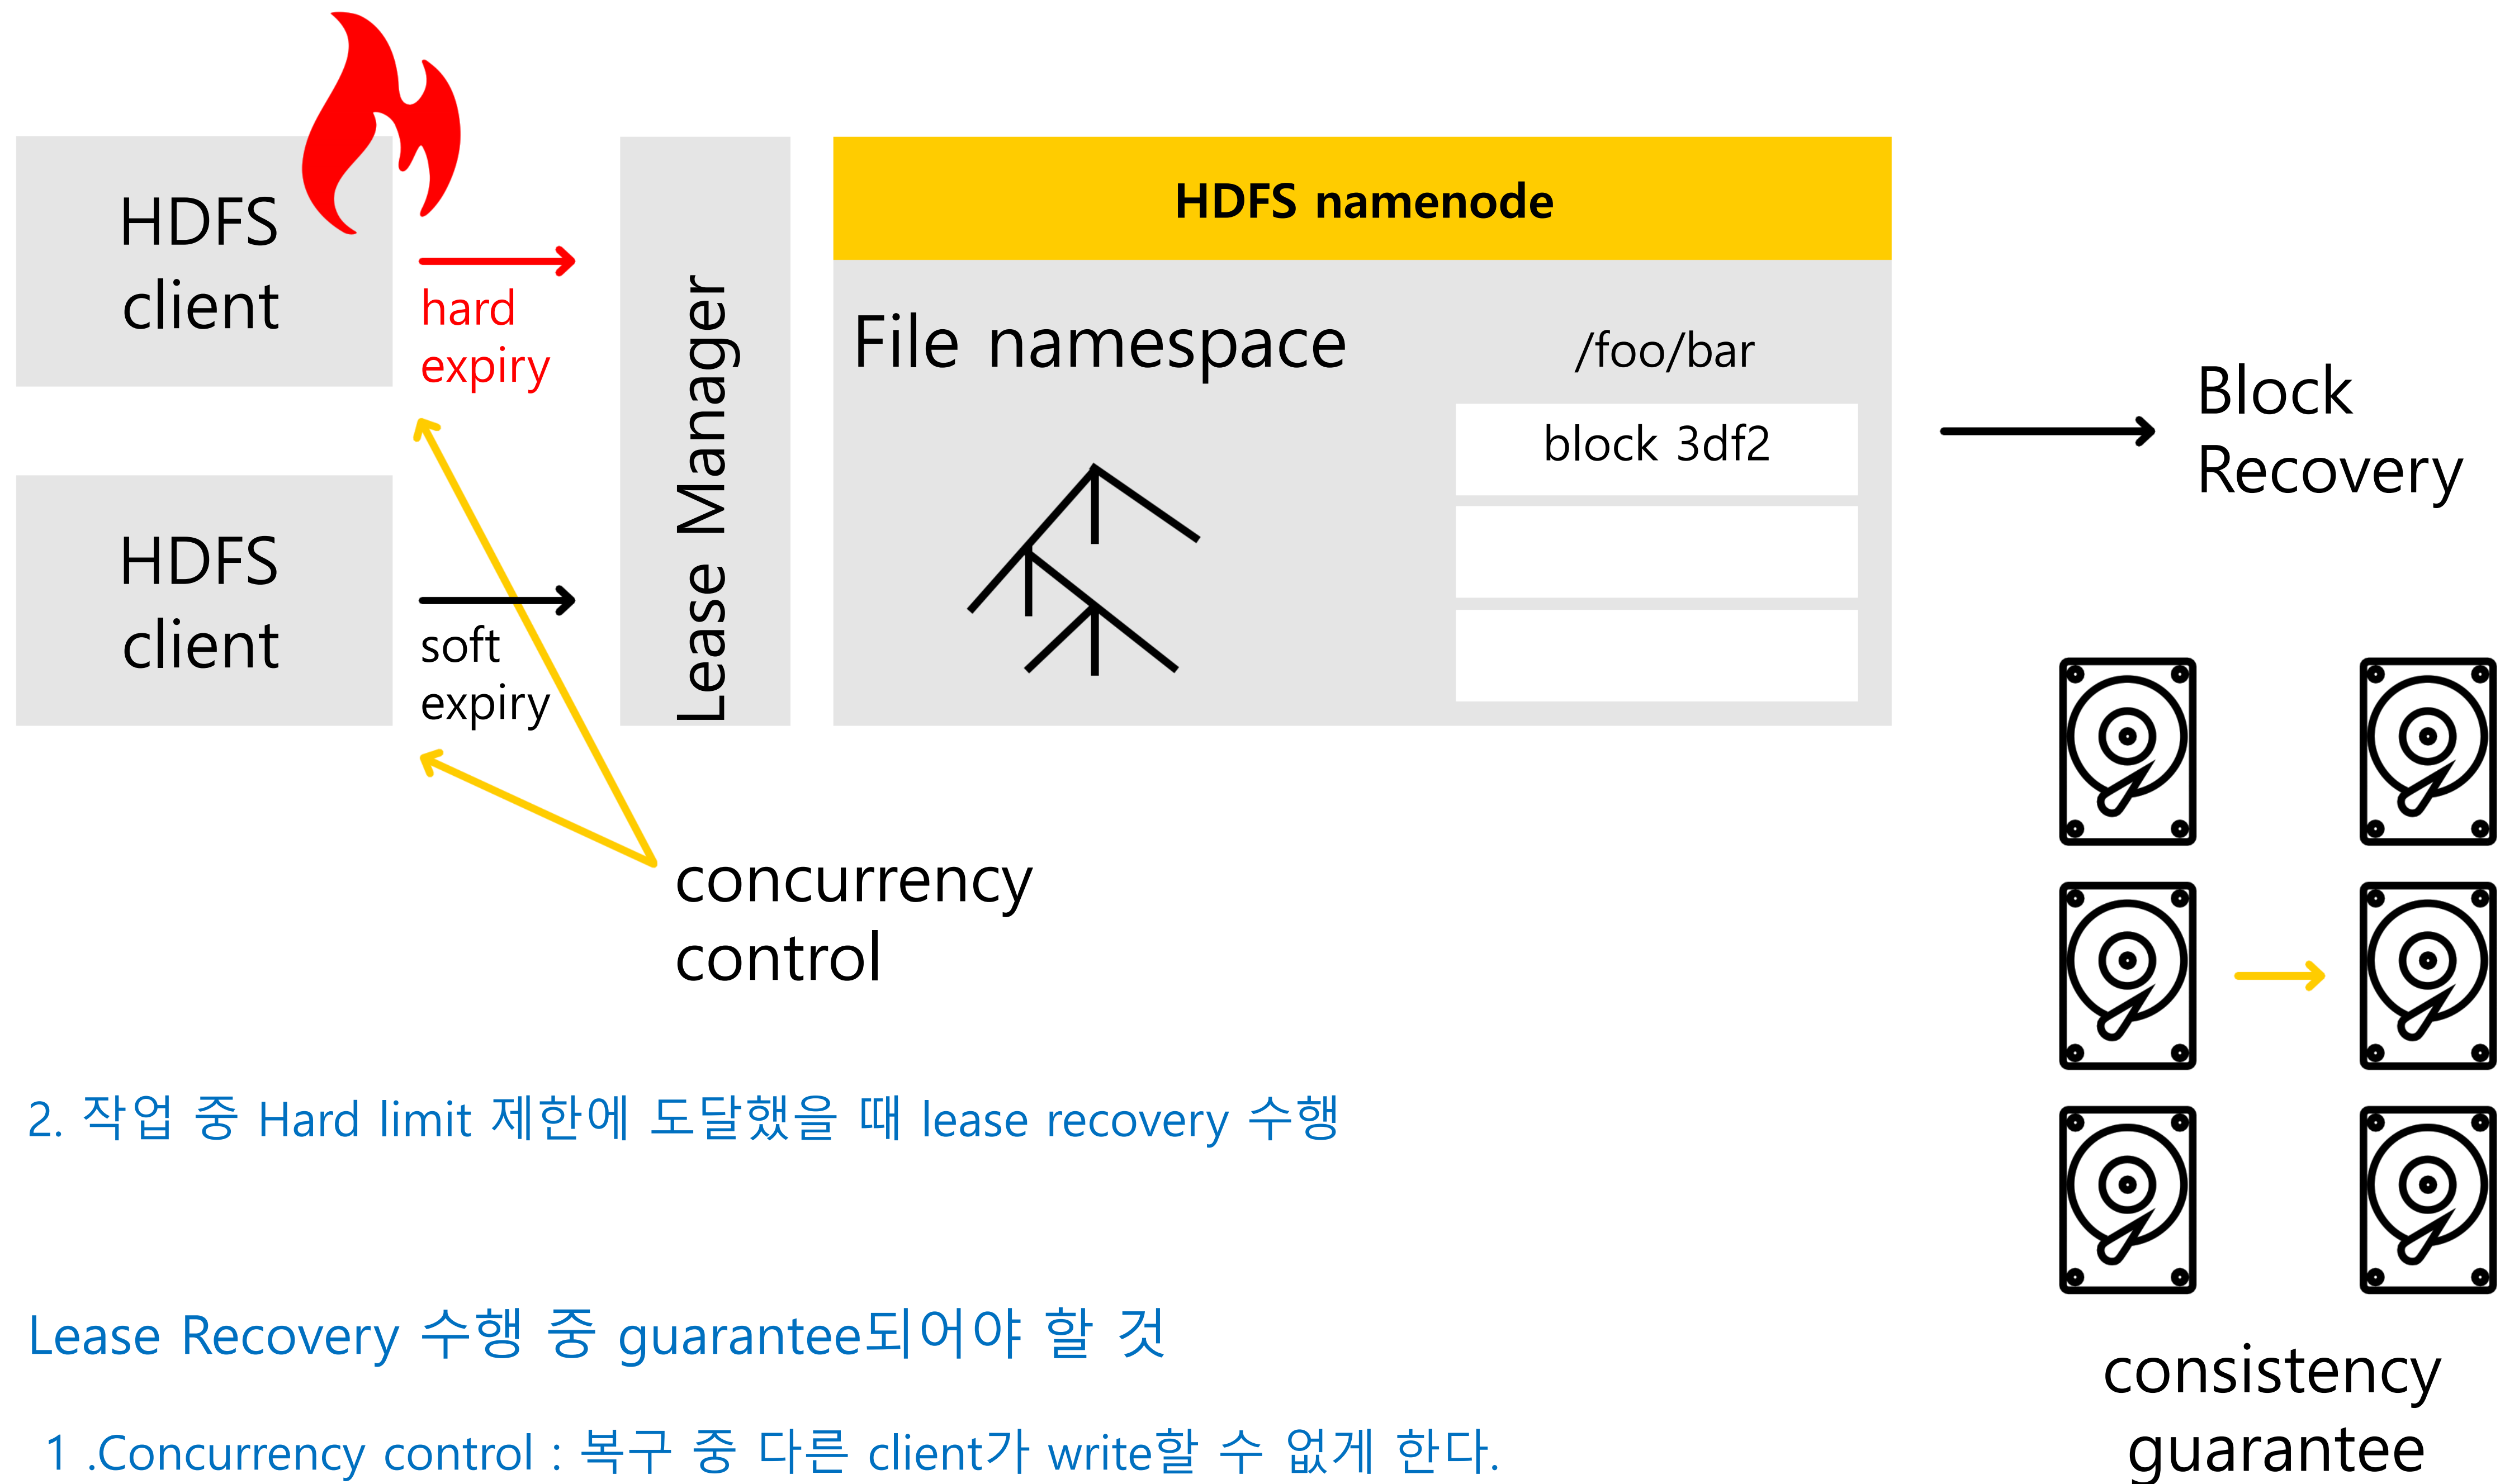 HDFS
client
hard
expiry
HDFS
client
soft
expiry
Lease Manager
HDFS namenode
File namespace
/foo/bar
block 3df2
Block
Recovery
concurrency
control
2. 작업 중 Hard limit 제한에 도달했을 때 lease recovery 수행
Lease Recovery 수행 중 guarantee되어야 할 것
1 .Concurrency control : 복구 중 다른 client가 write할 수 없게 한다.
consistency
guarantee